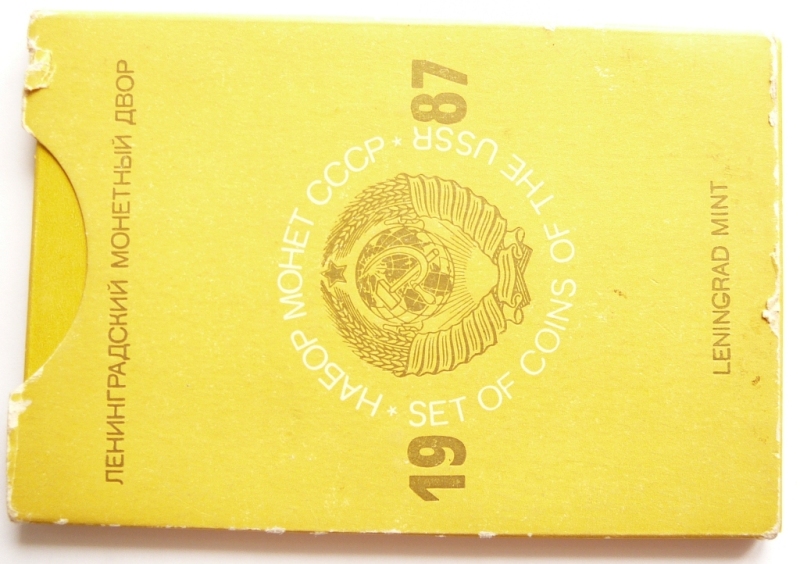 ЛЕНИНГРАДСКИЙ МОНЕТНЫЙ ДВОР
НАБОР МОНЕТ СССР
19 87
SET OF COINS OF THE USSR
LENINGRAD MINT